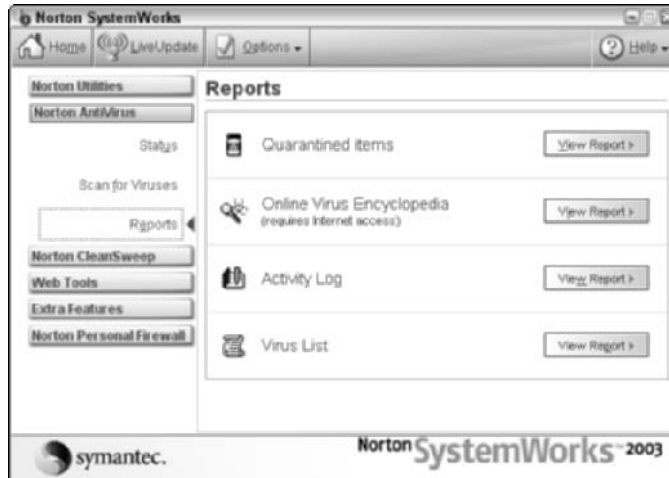 Norton SystemWorks
Home LiveUpdate Options Help
Norton Utilities
Norton AntiVirus
Status
Scan for Viruses
Reports
Norton CleanSweep
Web Tools
Extra Features
Norton Personal Firewall
Reports
Quarantined items View Report
Online Virus Encyclopedia
(requires Internet access)
View Report
Activity Log View Report
Virus List View Report
symantec.
Norton SystemWorks™ 2003